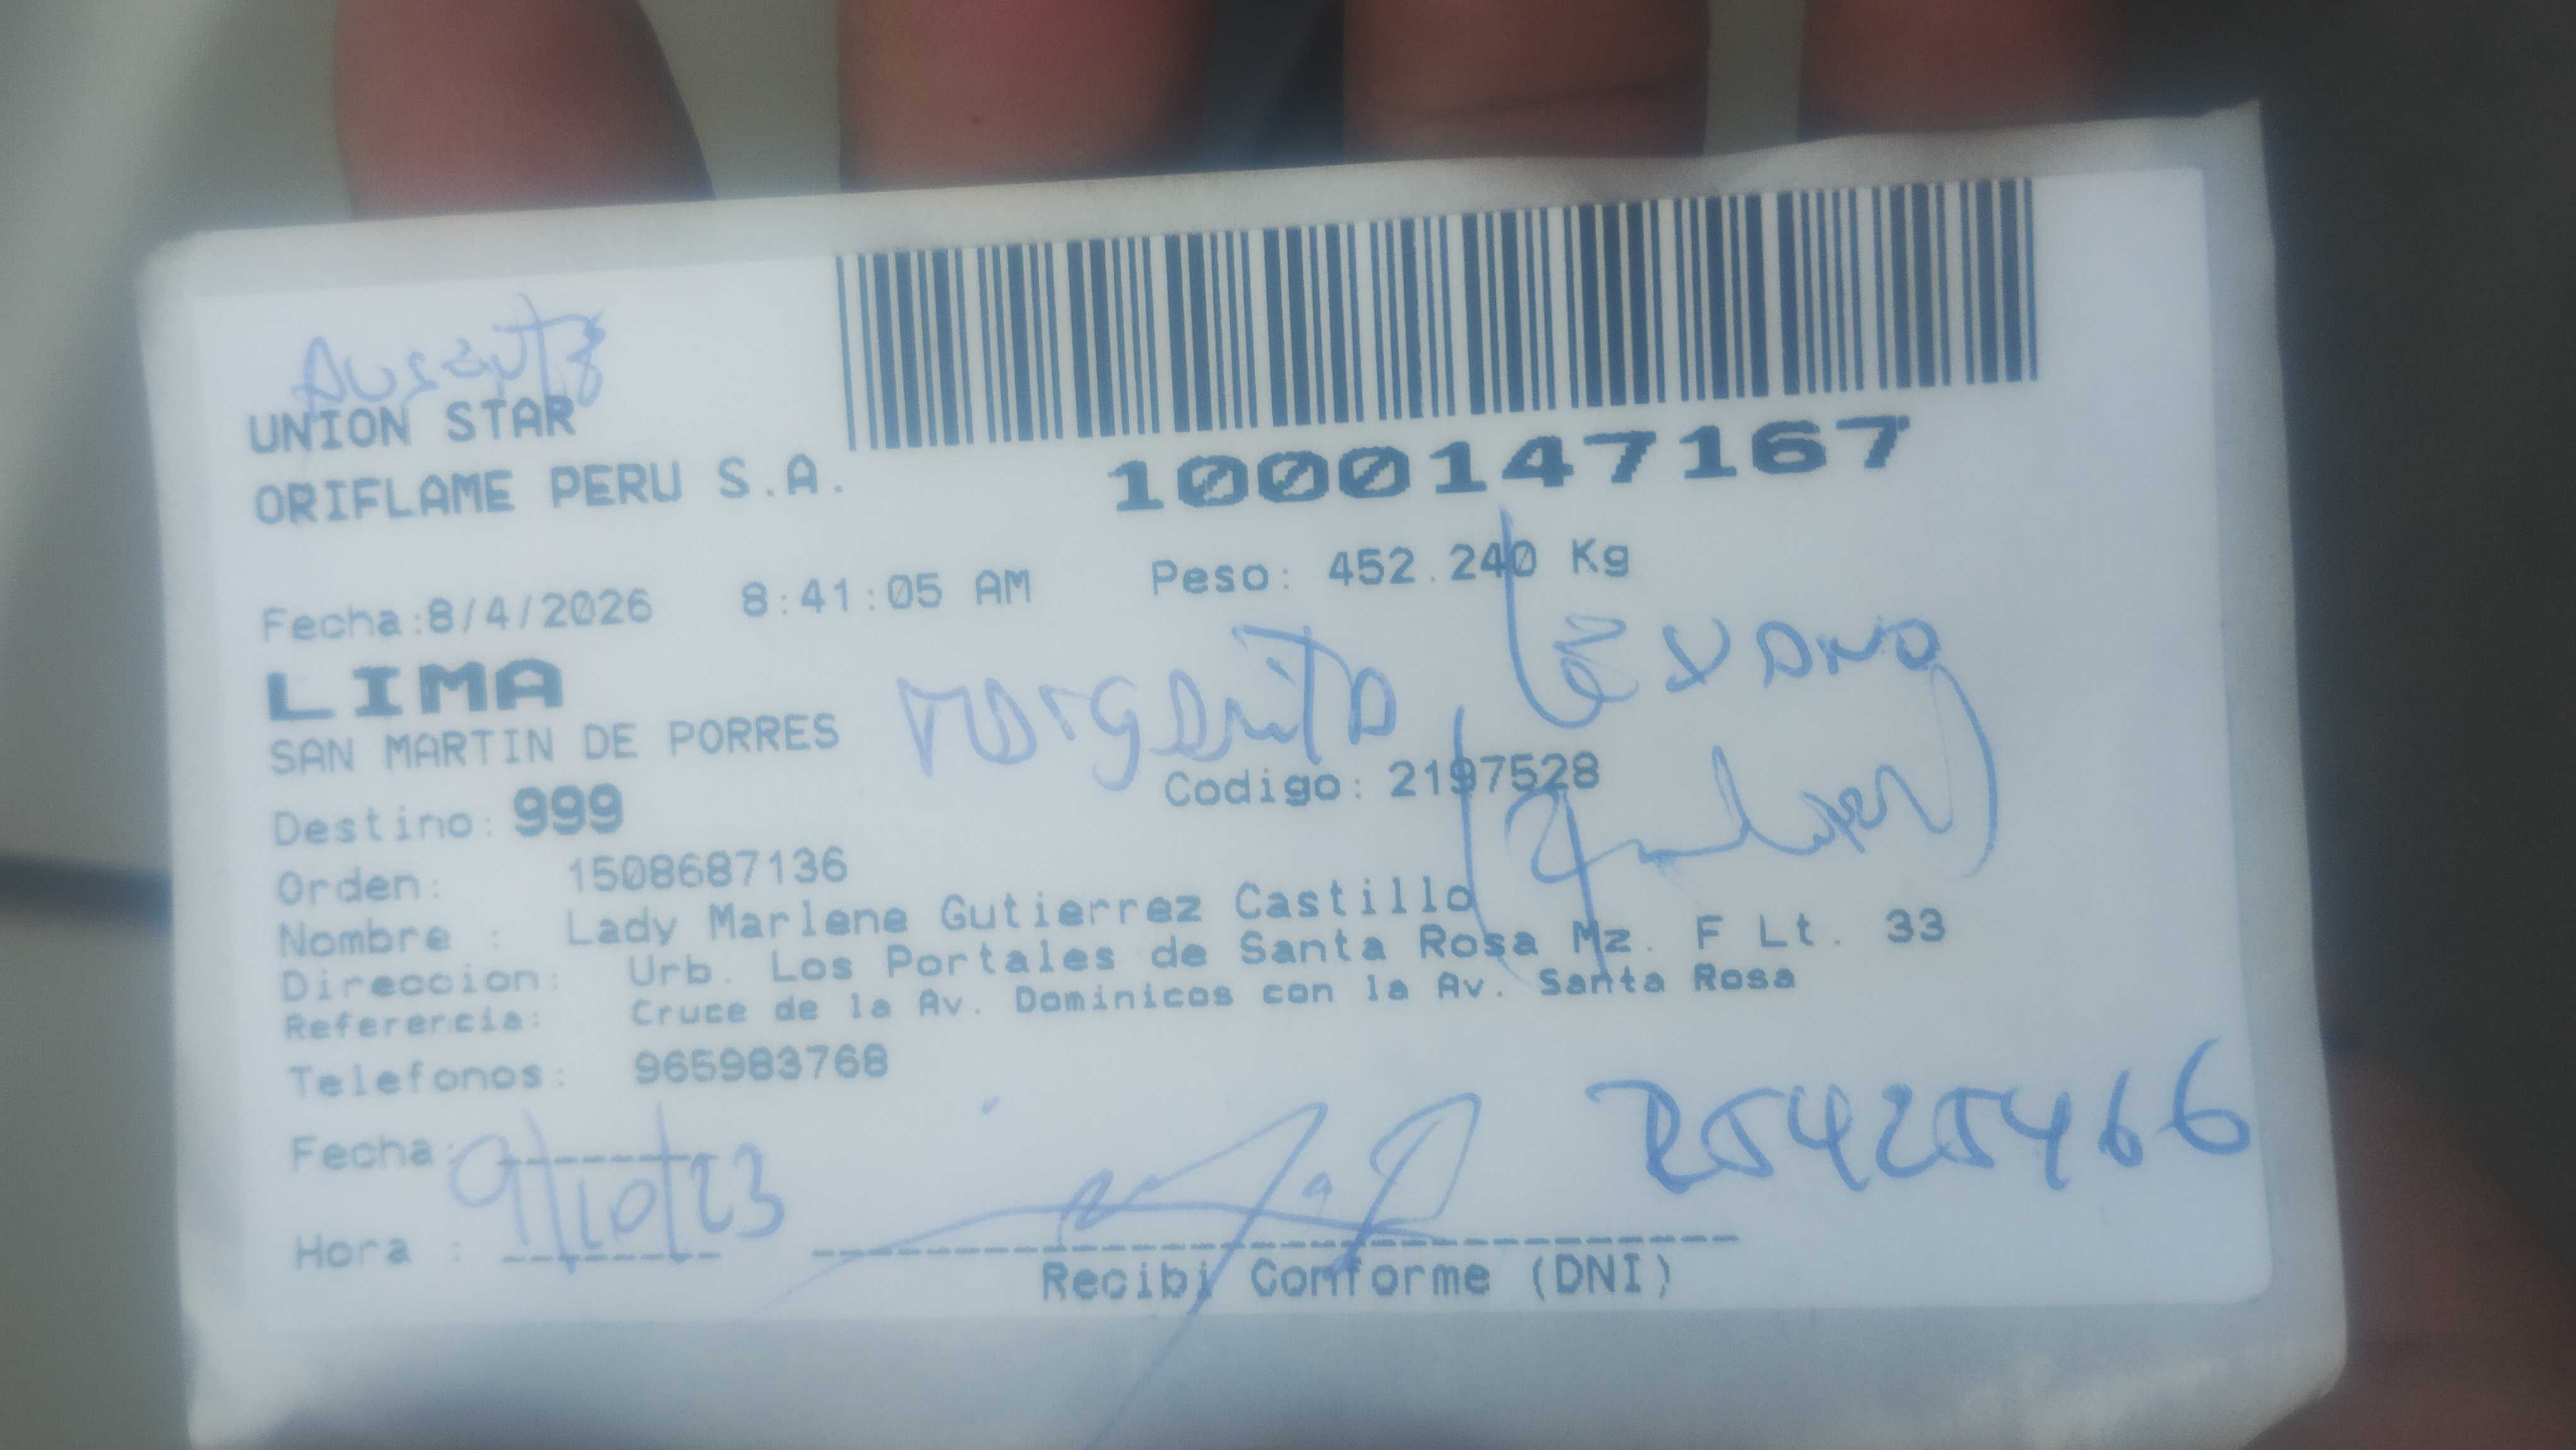 Ausente
UNION STAR
ORIFLAME PERU S.A.
1000147167
Fecha:8/4/2026 8:41:05 AM Peso: 452.240 Kg
LIMA
SAN MARTIN DE PORRES
Margarita Lévano
Destino: 999 Codigo: 2197528
Orden: 1508687136
Nombre : Lady Marlene Gutierrez Castillo
Direccion: Urb. Los Portales de Santa Rosa Mz. F Lt. 33
Referencia: Cruce de la Av. Dominicos con la Av. Santa Rosa
Telefonos: 965983768
25425466
Fecha: 9/10/23
Hora :
Recibi Conforme (DNI)